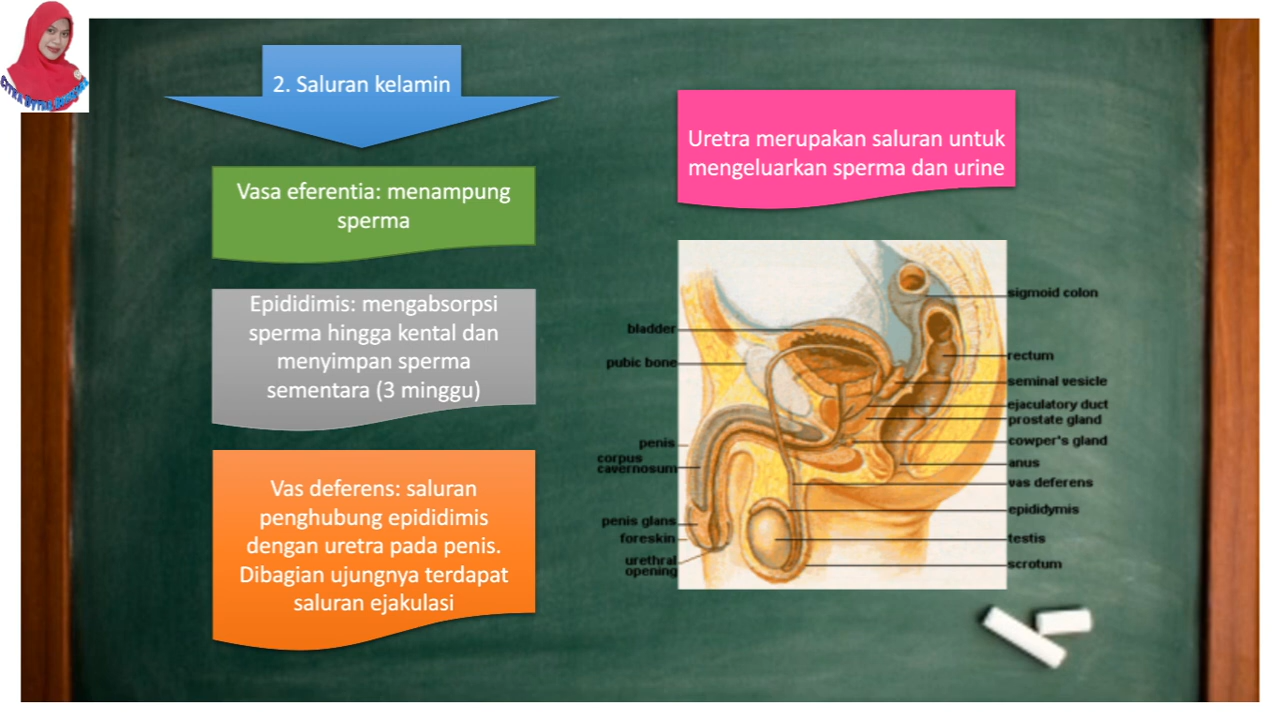 2. Saluran kelamin
Vasa eferentia: menampung
sperma
Epididimis: mengabsorpsi
sperma hingga kental dan
menyimpan sperma
sementara (3 minggu)
Vas deferens: saluran
penghubung epididimis
dengan uretra pada penis.
Dibagian ujungnya terdapat
saluran ejakulasi
Uretra merupakan saluran untuk
mengeluarkan sperma dan urine
bladder
pubic bone
penis
corpus
cavernosum
penis glans
foreskin
urethral
opening
sigmoid colon
rectum
seminal vesicle
ejaculatory duct
prostate gland
cowper's gland
anus
vas deferens
epididymis
testis
scrotum